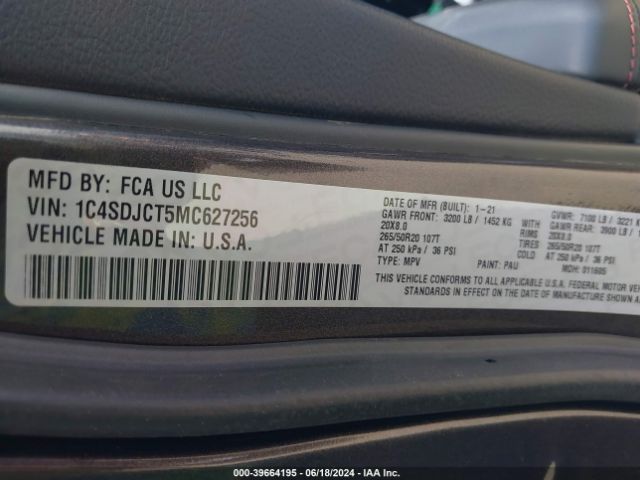 MFD BY: FCA US LLC
VIN: 1C4SDJCT5MC627256
VEHICLE MADE IN: U.S.A.
DATE OF MFR (BUILT): 1-21 GVWR: 7100 LB / 3221
GAWR FRONT: 3200 LB / 1452 KG GAWR REAR: 3900 LB /
20X8.0 RIMS 20X8.0
265/50R20 107T TIRES 265/50R20 107T
AT 250 kPa / 36 PSI COLD AT 250 kPa / 36 PSI
TYPE: MPV PAINT: PAU MDH: 011605
THIS VEHICLE CONFORMS TO ALL APPLICABLE U.S.A. FEDERAL MOTOR
STANDARDS IN EFFECT ON THE DATE OF MANUFACTURE SHOWN
000-39664195 - 06/18/2024 - IAA Inc.